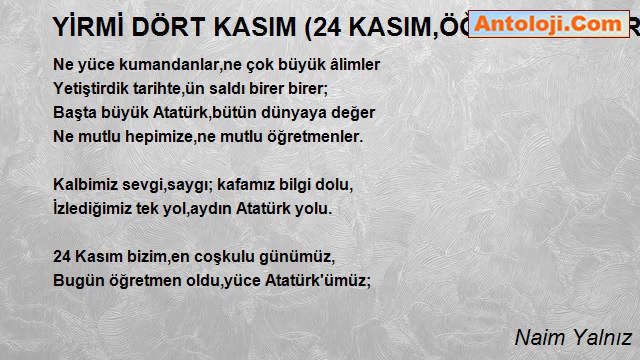 YİRMİ DÖRT KASIM (24 KASIM,ÖĞ
Antoloji.Com
Ne yüce kumandanlar,ne çok büyük âlimler
Yetiştirdik tarihte,ün saldı birer birer;
Başta büyük Atatürk,bütün dünyaya değer
Ne mutlu hepimize,ne mutlu öğretmenler.
Kalbimiz sevgi,saygı; kafamız bilgi dolu,
İzlediğimiz tek yol,aydın Atatürk yolu.
24 Kasım bizim,en coşkulu günümüz,
Bugün öğretmen oldu,yüce Atatürk'ümüz;
Naim Yalnız